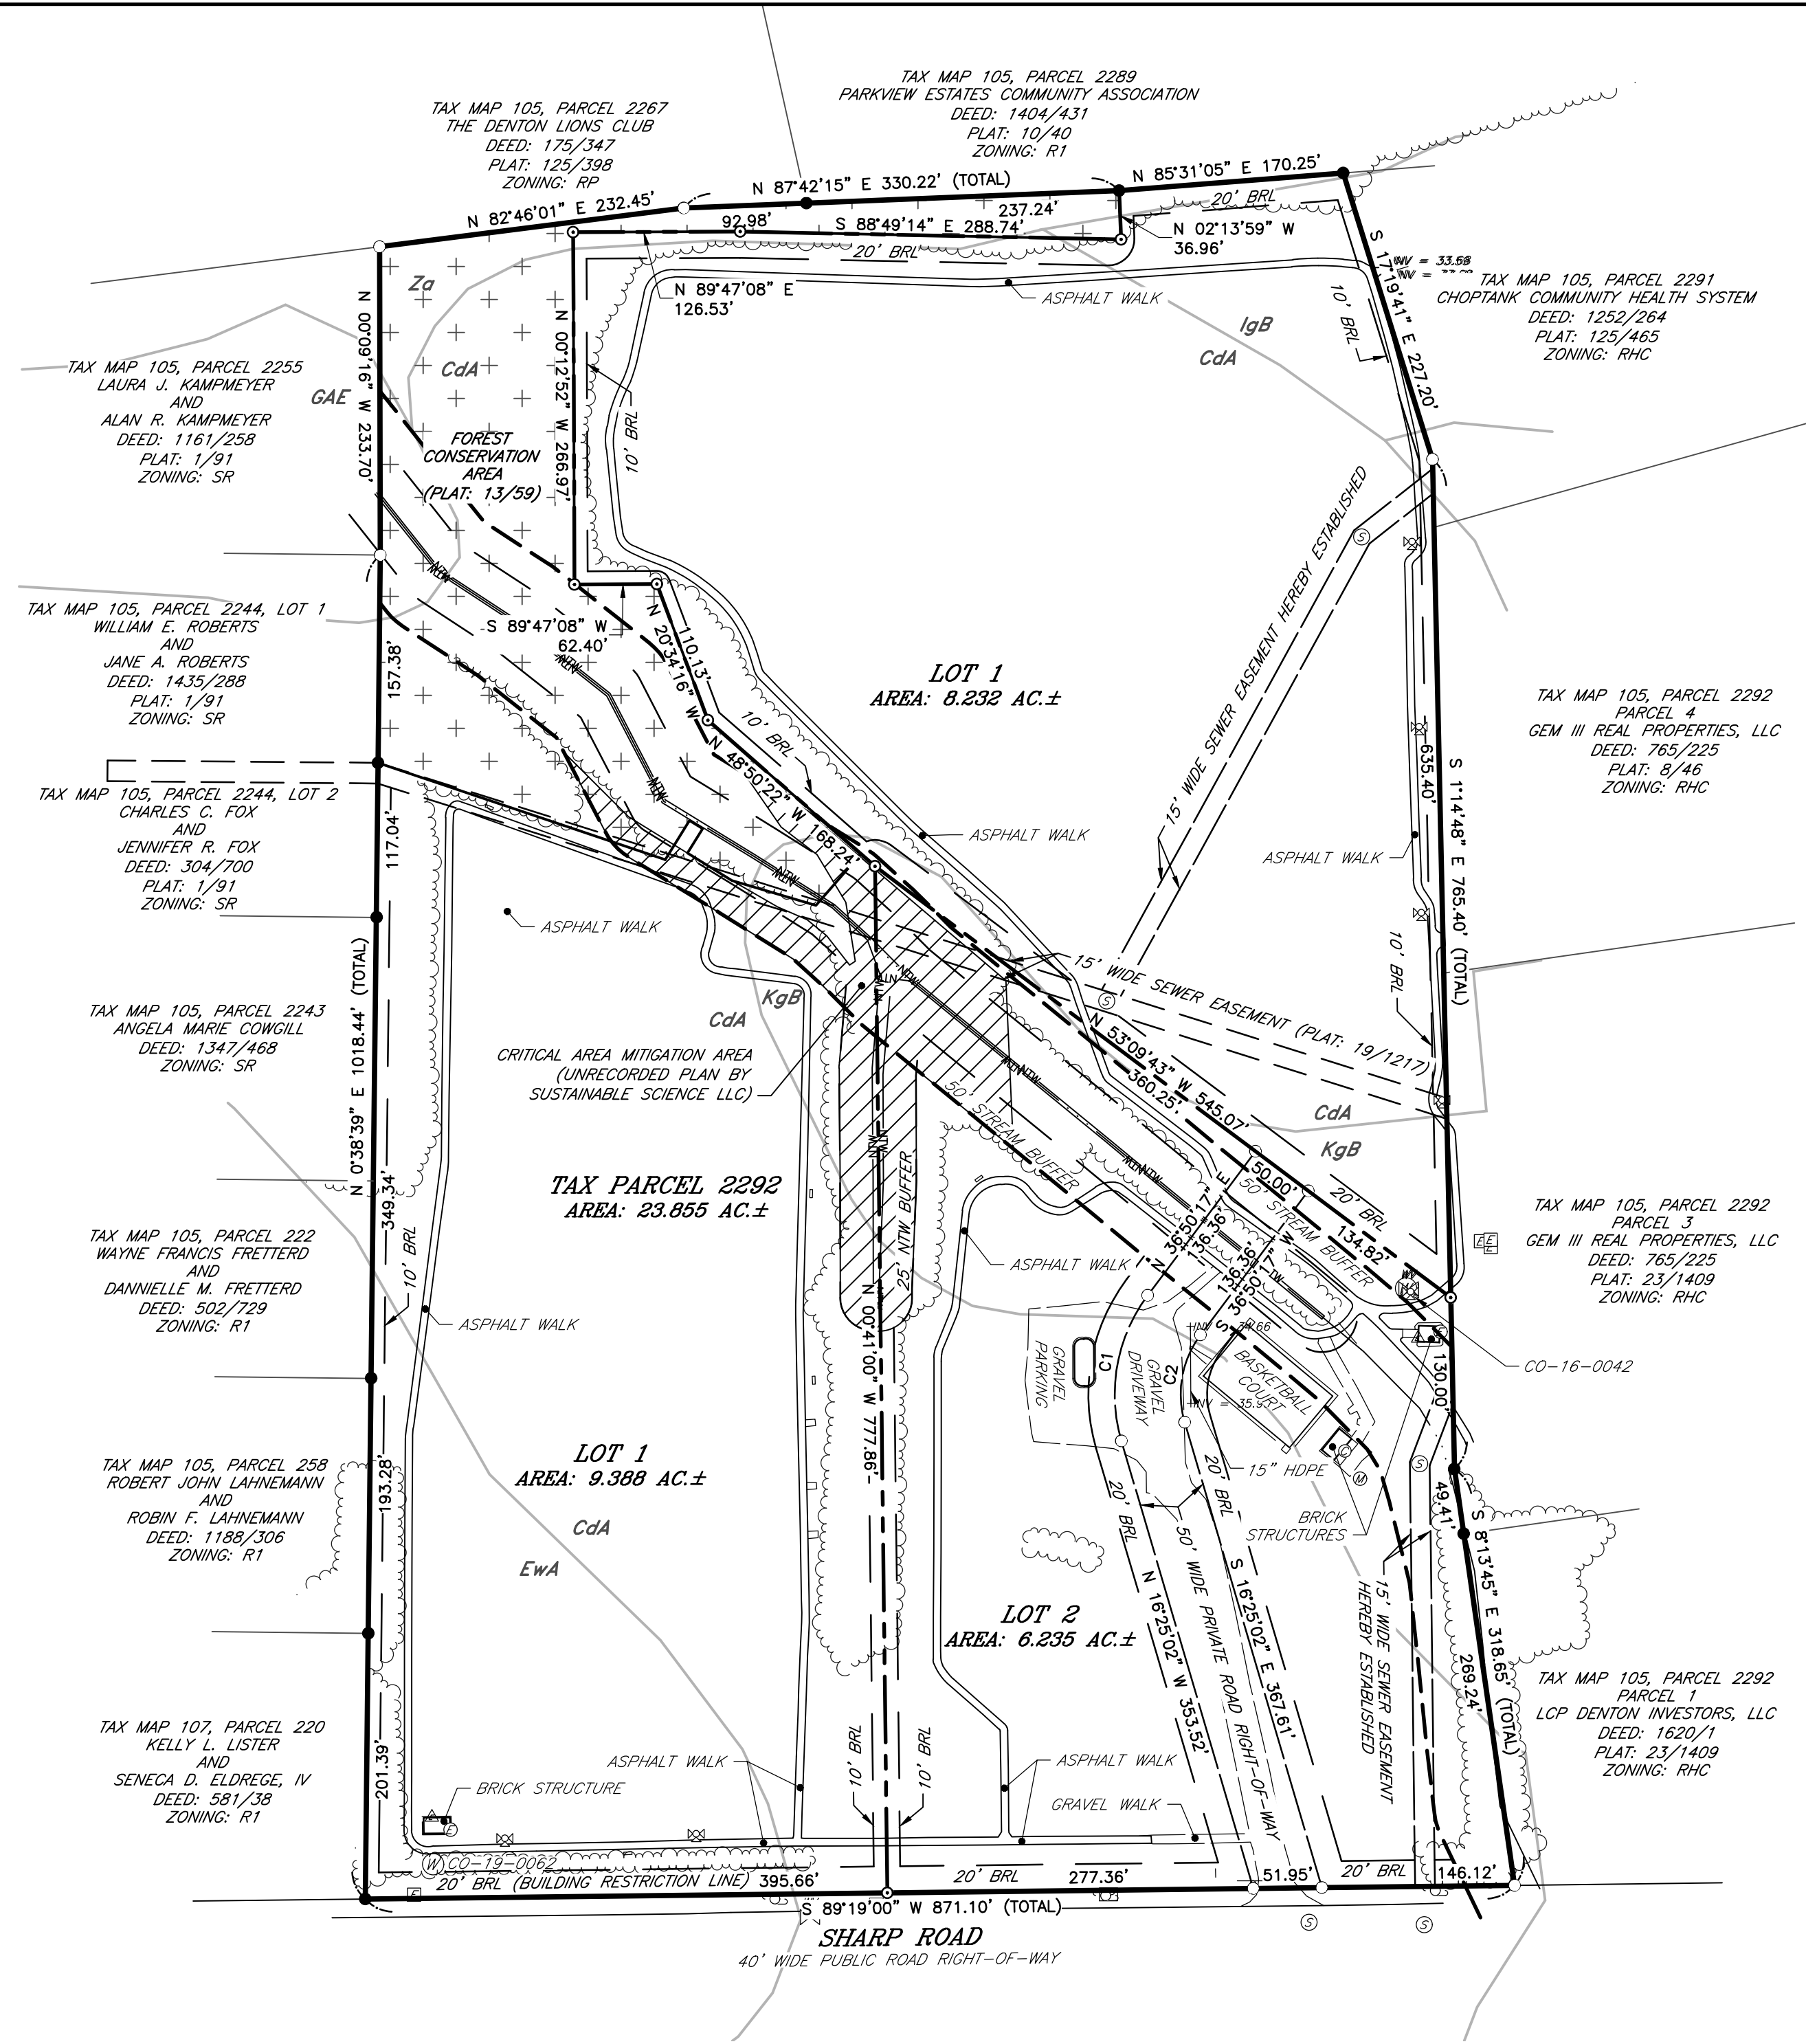 TAX MAP 105, PARCEL 2289
PARKVIEW ESTATES COMMUNITY ASSOCIATION
DEED: 1404/431
PLAT: 10/40
ZONING: R1
TAX MAP 105, PARCEL 2267
THE DENTON LIONS CLUB
DEED: 175/347
PLAT: 125/398
ZONING: RP
N 82°46'01" E 232.45'
N 87°42'15" E 330.22' (TOTAL)
N 85°31'05" E 170.25'
92.98'
237.24'
S 88°49'14" E 288.74'
20' BRL
20' BRL
N 02°13'59" W
36.96'
N 89°47'08" E
126.53'
ASPHALT WALK
S 17°19'41" E 227.20'
INV = 33.58
10' BRL
TAX MAP 105, PARCEL 2291
CHOPTANK COMMUNITY HEALTH SYSTEM
DEED: 1252/264
PLAT: 125/465
ZONING: RHC
Za
CdA
GAE
IgB
CdA
N 00°09'16" W 233.70'
N 00°12'52" W 266.97'
10' BRL
FOREST
CONSERVATION
AREA
(PLAT: 13/59)
TAX MAP 105, PARCEL 2255
LAURA J. KAMPMEYER
AND
ALAN R. KAMPMEYER
DEED: 1161/258
PLAT: 1/91
ZONING: SR
TAX MAP 105, PARCEL 2244, LOT 1
WILLIAM E. ROBERTS
AND
JANE A. ROBERTS
DEED: 1435/288
PLAT: 1/91
ZONING: SR
157.38'
S 89°47'08" W
62.40'
110.13'
N 20°34'16" W
NTW
NTW
NTW
NTW
NTW
NTW
NTW
NTW
10' BRL
N 48°50'22" W 168.24'
LOT 1
AREA: 8.232 AC.±
15' WIDE SEWER EASEMENT HEREBY ESTABLISHED
635.40'
S 1°14'48" E 765.40' (TOTAL)
TAX MAP 105, PARCEL 2292
PARCEL 4
GEM III REAL PROPERTIES, LLC
DEED: 765/225
PLAT: 8/46
ZONING: RHC
TAX MAP 105, PARCEL 2244, LOT 2
CHARLES C. FOX
AND
JENNIFER R. FOX
DEED: 304/700
PLAT: 1/91
ZONING: SR
117.04'
ASPHALT WALK
ASPHALT WALK
ASPHALT WALK
10' BRL
N 0°38'39" E 1018.44' (TOTAL)
15' WIDE SEWER EASEMENT (PLAT: 19/1217)
KgB
CdA
TAX MAP 105, PARCEL 2243
ANGELA MARIE COWGILL
DEED: 1347/468
ZONING: SR
CRITICAL AREA MITIGATION AREA
(UNRECORDED PLAN BY
SUSTAINABLE SCIENCE LLC)
N 53°09'43" W 545.07'
360.25'
50' STREAM BUFFER
CdA
KgB
50.00'
50' STREAM BUFFER
20' BRL
134.82'
TAX PARCEL 2292
AREA: 23.855 AC.±
349.34'
10' BRL
25' NTW BUFFER
ASPHALT WALK
N 36°50'17" E
136.36'
136.36'
S 36°50'17" W
TAX MAP 105, PARCEL 2292
PARCEL 3
GEM III REAL PROPERTIES, LLC
DEED: 765/225
PLAT: 23/1409
ZONING: RHC
TAX MAP 105, PARCEL 222
WAYNE FRANCIS FRETTERD
AND
DANNIELLE M. FRETTERD
DEED: 502/729
ZONING: R1
ASPHALT WALK
N 00°41'00" W 777.86'
GRAVEL
PARKING
C1
GRAVEL
DRIVEWAY
C2
BASKETBALL
COURT
CO-16-0042
130.00'
LOT 1
AREA: 9.388 AC.±
CdA
EwA
193.28'
TAX MAP 105, PARCEL 258
ROBERT JOHN LAHNEMANN
AND
ROBIN F. LAHNEMANN
DEED: 1188/306
ZONING: R1
15" HDPE
BRICK
STRUCTURES
20' BRL
20' BRL
49.41'
S 8°13'45" E 318.65' (TOTAL)
LOT 2
AREA: 6.235 AC.±
N 16°25'02" W 353.52'
50' WIDE PRIVATE ROAD RIGHT-OF-WAY
S 16°25'02" E 367.61'
15' WIDE SEWER EASEMENT
HEREBY ESTABLISHED
269.24'
TAX MAP 105, PARCEL 2292
PARCEL 1
LCP DENTON INVESTORS, LLC
DEED: 1620/1
PLAT: 23/1409
ZONING: RHC
TAX MAP 107, PARCEL 220
KELLY L. LISTER
AND
SENECA D. ELDREGE, IV
DEED: 581/38
ZONING: R1
201.39'
ASPHALT WALK
BRICK STRUCTURE
10' BRL
10' BRL
ASPHALT WALK
GRAVEL WALK
W CO-19-0062
20' BRL (BUILDING RESTRICTION LINE)
395.66'
20' BRL
277.36'
51.95'
20' BRL
146.12'
S 89°19'00" W 871.10' (TOTAL)
SHARP ROAD
40' WIDE PUBLIC ROAD RIGHT-OF-WAY